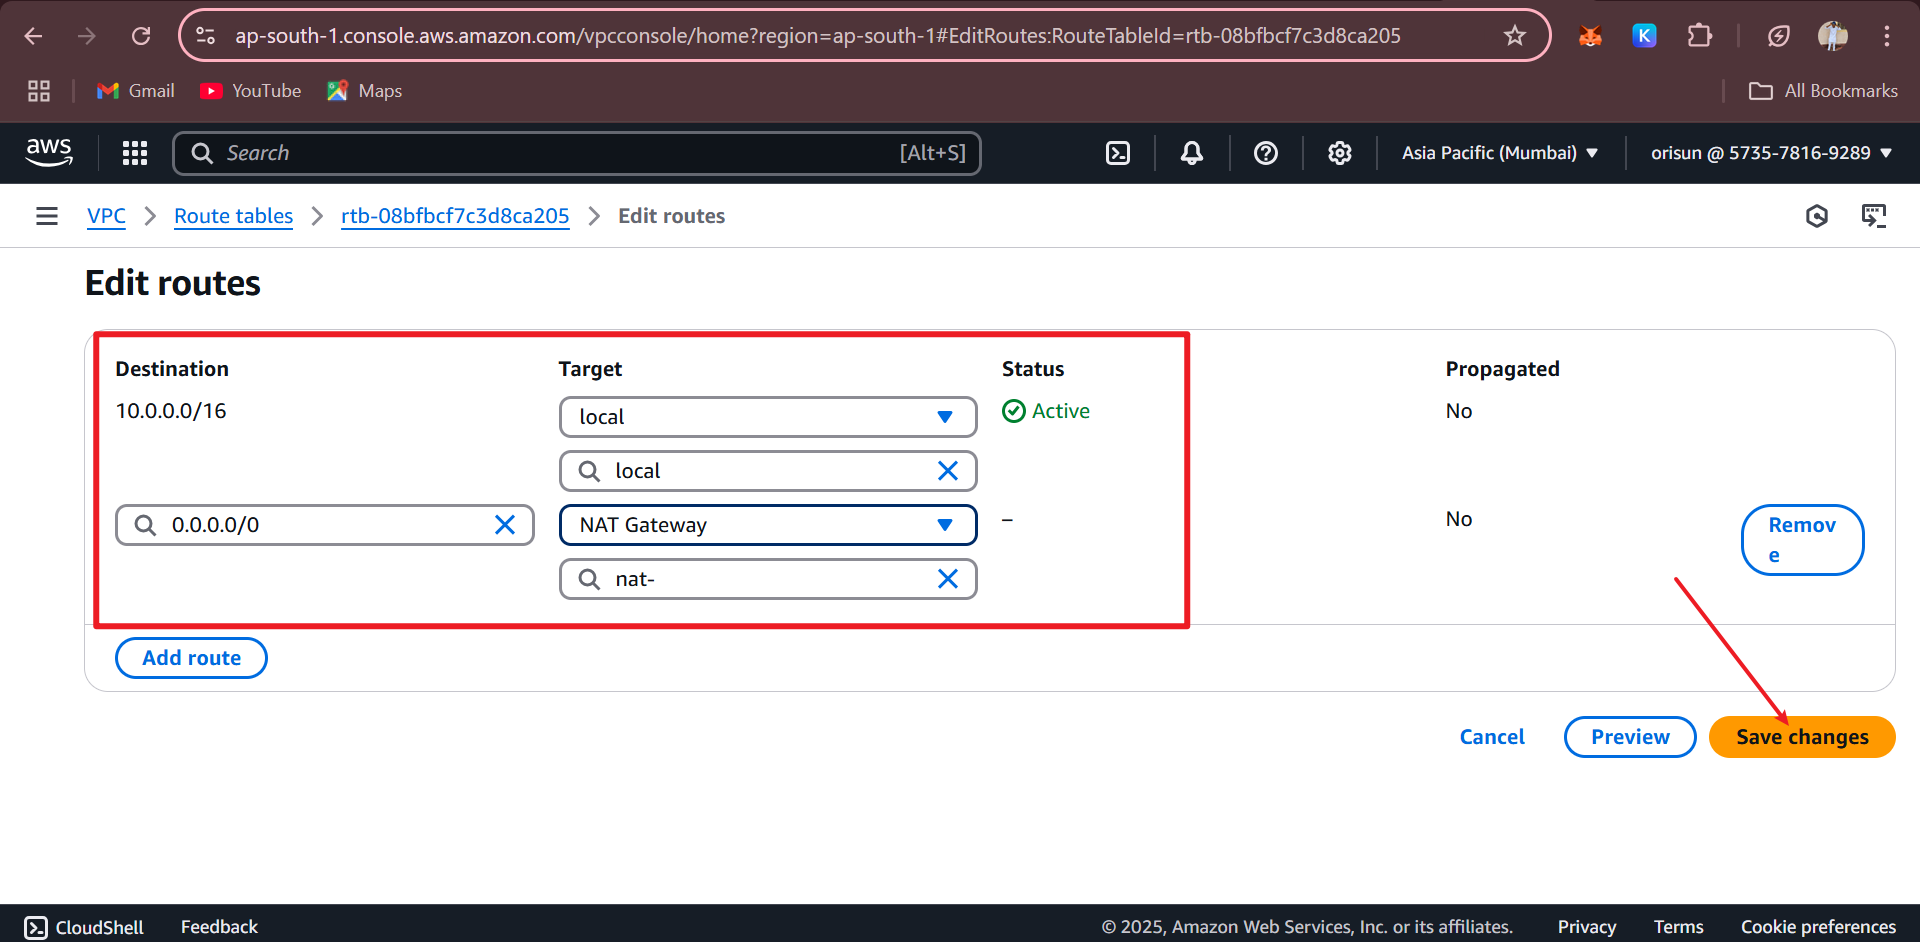 ap-south-1.console.aws.amazon.com/vpcconsole/home?region=ap-south-1#EditRoutes:RouteTableId=rtb-08bfbcf7c3d8ca205
K
Gmail YouTube Maps All Bookmarks
aws Search [Alt+S] Asia Pacific (Mumbai) orisun @ 5735-7816-9289
VPC Route tables rtb-08bfbcf7c3d8ca205 Edit routes
Edit routes
Destination Target Status Propagated
10.0.0.0/16 local Active No
local
0.0.0.0/0 NAT Gateway – No Remov
e
nat-
Add route
Cancel Preview Save changes
CloudShell Feedback © 2025, Amazon Web Services, Inc. or its affiliates. Privacy Terms Cookie preferences